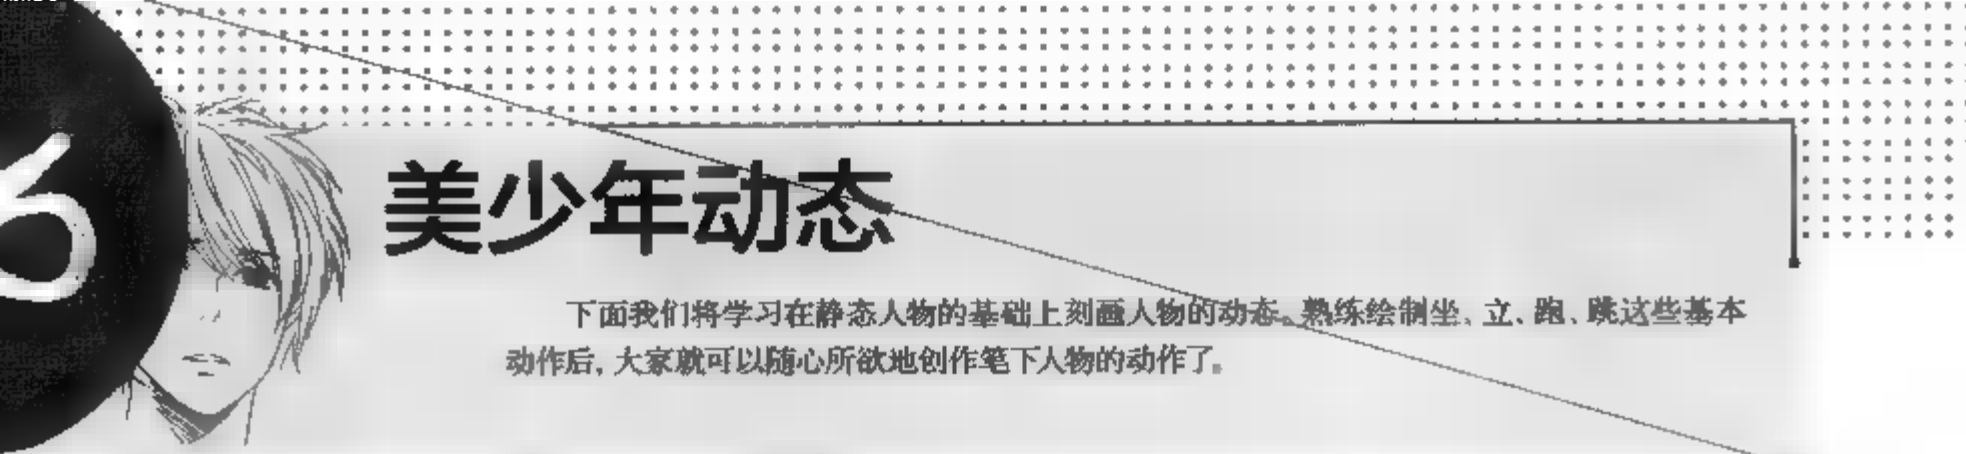 6
美少年动态
下面我们将学习在静态人物的基础上刻画人物的动态。熟练绘制坐、立、跑、跳这些基本
动作后，大家就可以随心所欲地创作笔下人物的动作了。